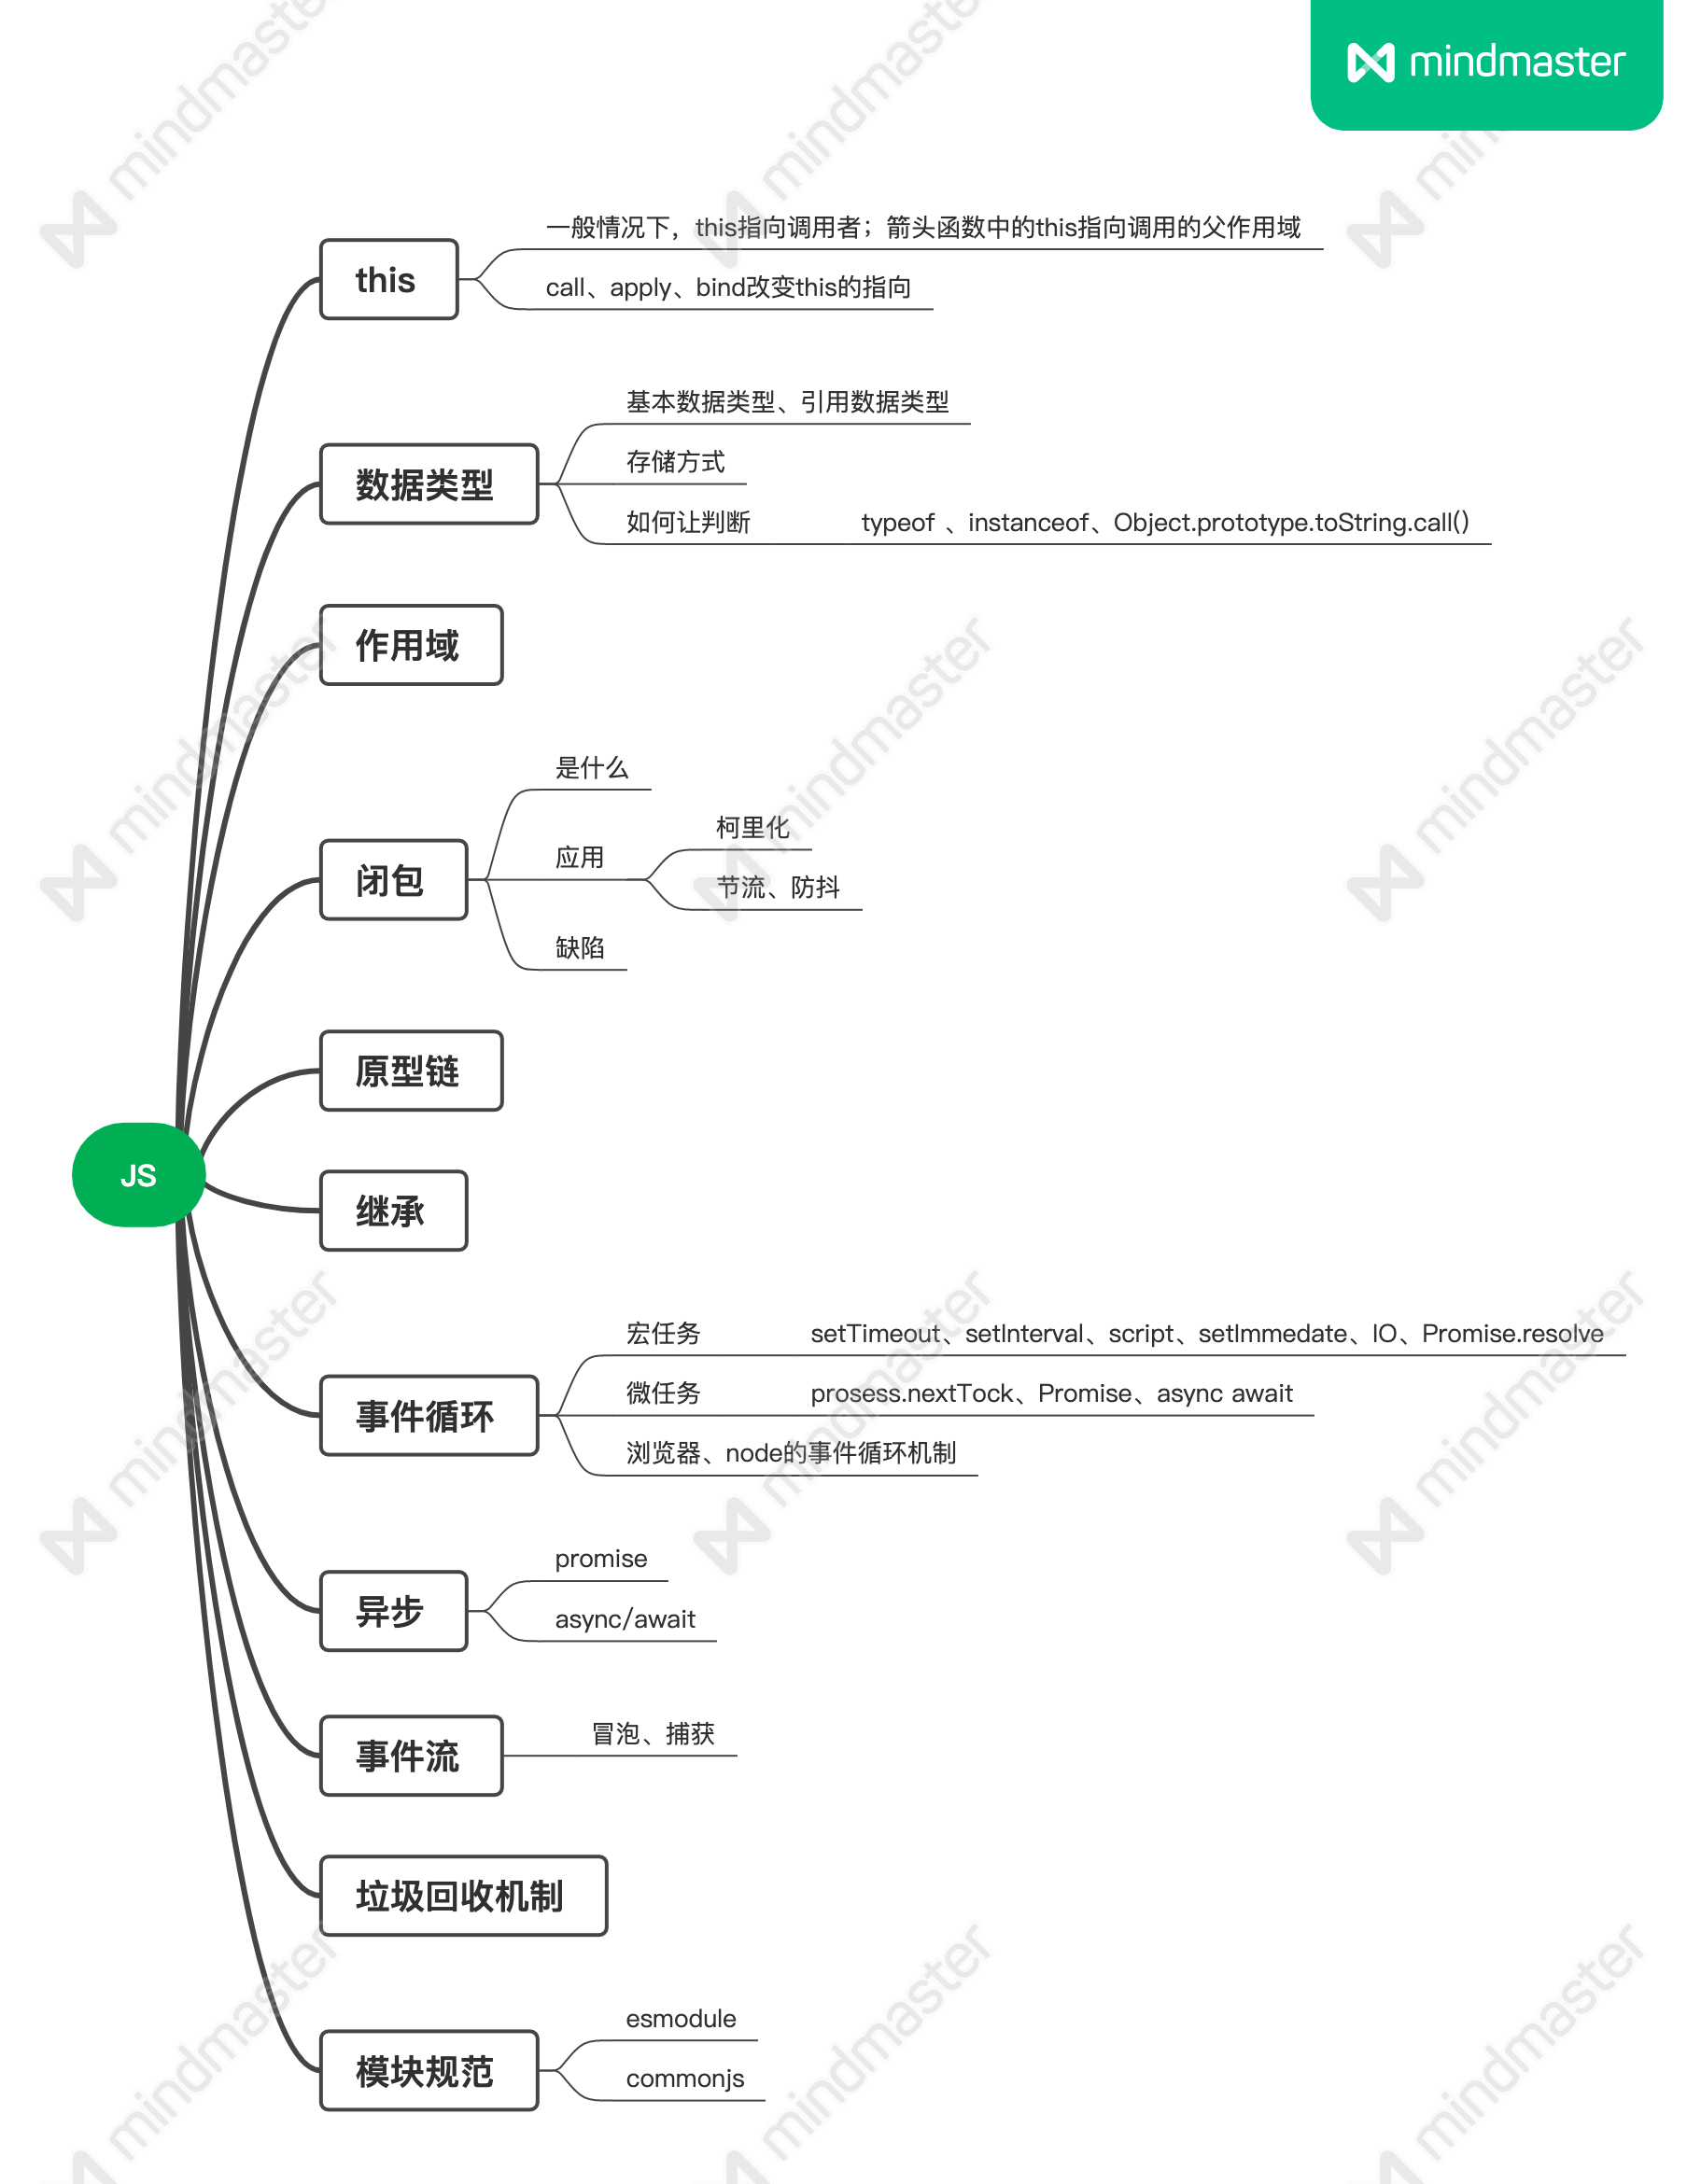 mindmaster
this
一般情况下，this指向调用者；箭头函数中的this指向调用的父作用域
call、apply、bind改变this的指向
数据类型
基本数据类型、引用数据类型
存储方式
如何让判断
typeof 、instanceof、Object.prototype.toString.call()
作用域
闭包
是什么
应用
柯里化
节流、防抖
缺陷
原型链
JS
继承
事件循环
宏任务
setTimeout、setInterval、script、setImmedate、IO、Promise.resolve
微任务
prosess.nextTock、Promise、async await
浏览器、node的事件循环机制
异步
promise
async/await
事件流
冒泡、捕获
垃圾回收机制
模块规范
esmodule
commonjs